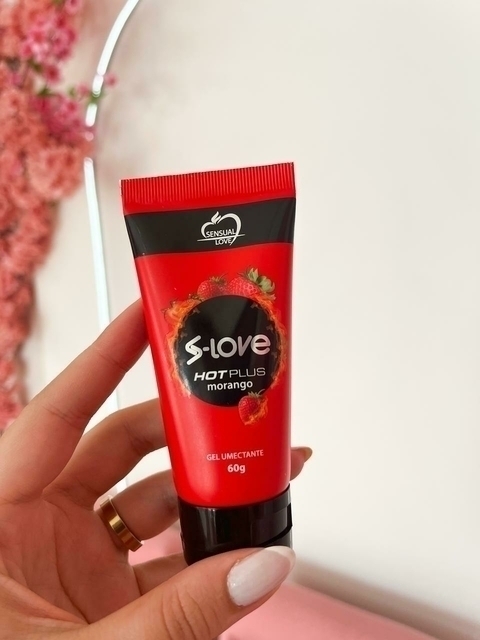 SENSUAL
LOVE
S-LOVE
HOT PLUS
morango
GEL UMECTANTE
60g